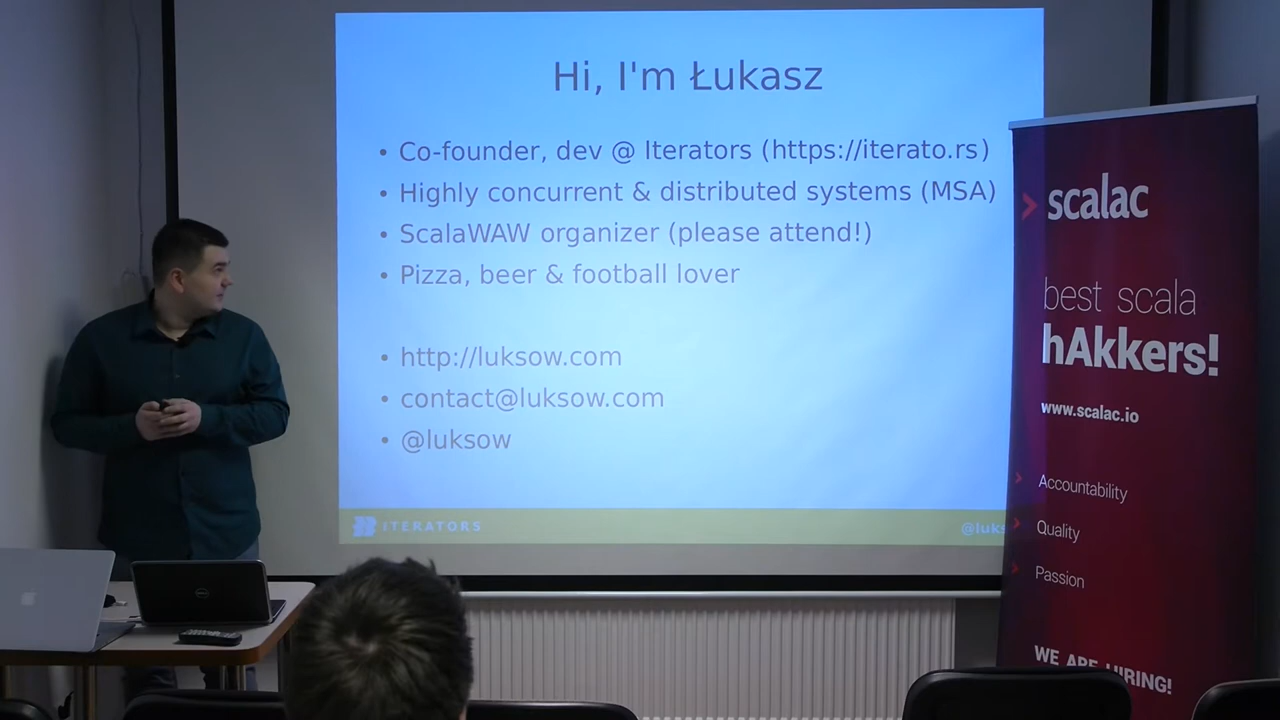 Hi, I'm Łukasz
• Co-founder, dev @ Iterators (https://iterato.rs)
• Highly concurrent & distributed systems (MSA)
• ScalaWAW organizer (please attend!)
• Pizza, beer & football lover
• http://luksow.com
• contact@luksow.com
• @luksow
ITERATORS
@luks
scalac
best scala
hAkkers!
www.scalac.io
Accountability
Quality
Passion
WE ARE HIRING!
DELL